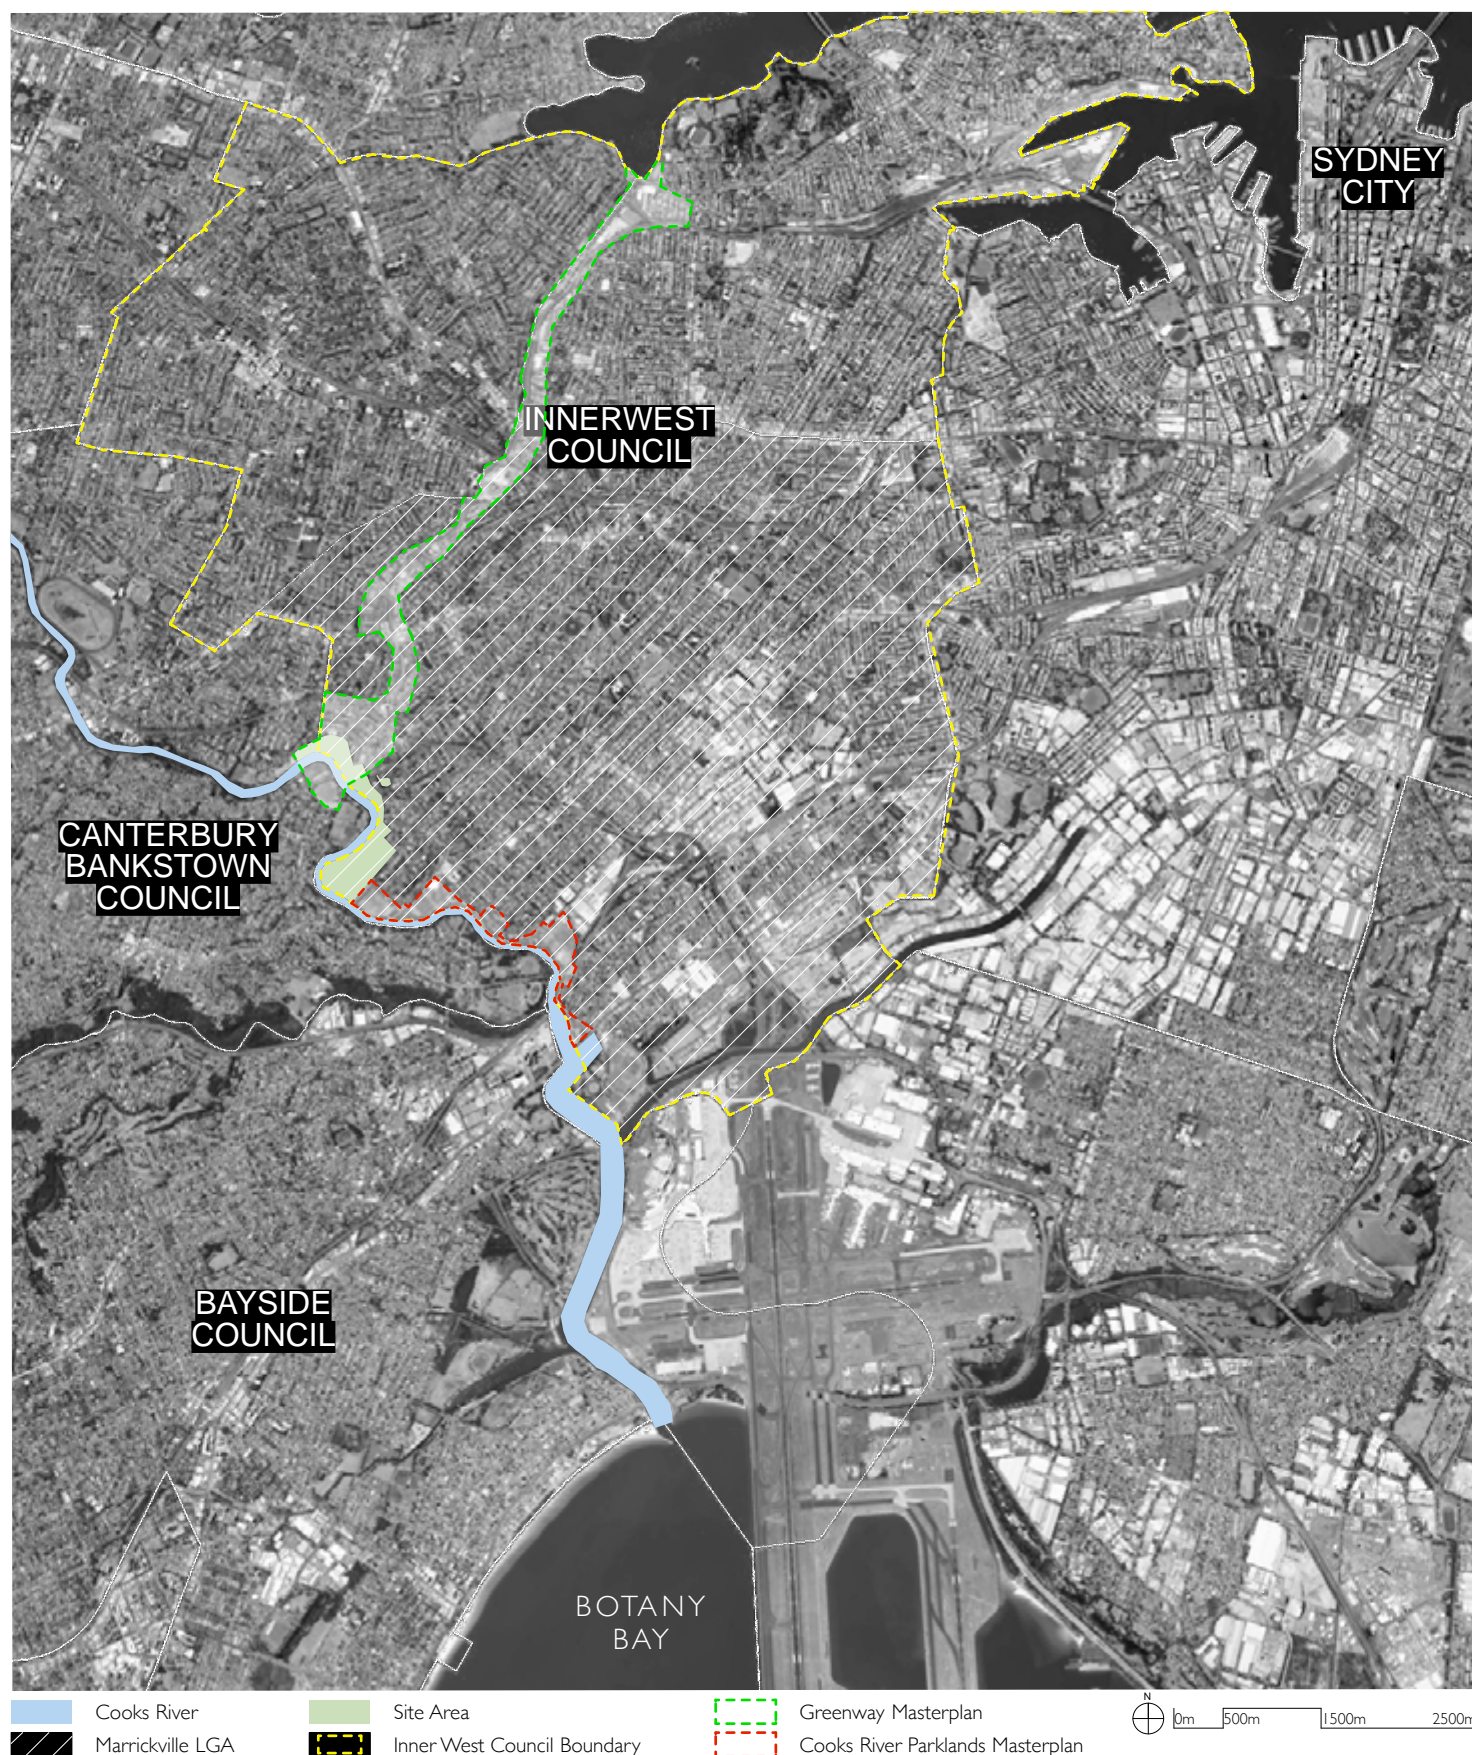 SYDNEY
CITY
INNERWEST
COUNCIL
CANTERBURY
BANKSTOWN
COUNCIL
BAYSIDE
COUNCIL
BOTANY
BAY
Cooks River
Site Area
Greenway Masterplan
N
0m
500m
1500m
2500m
Marrickville LGA
Inner West Council Boundary
Cooks River Parklands Masterplan